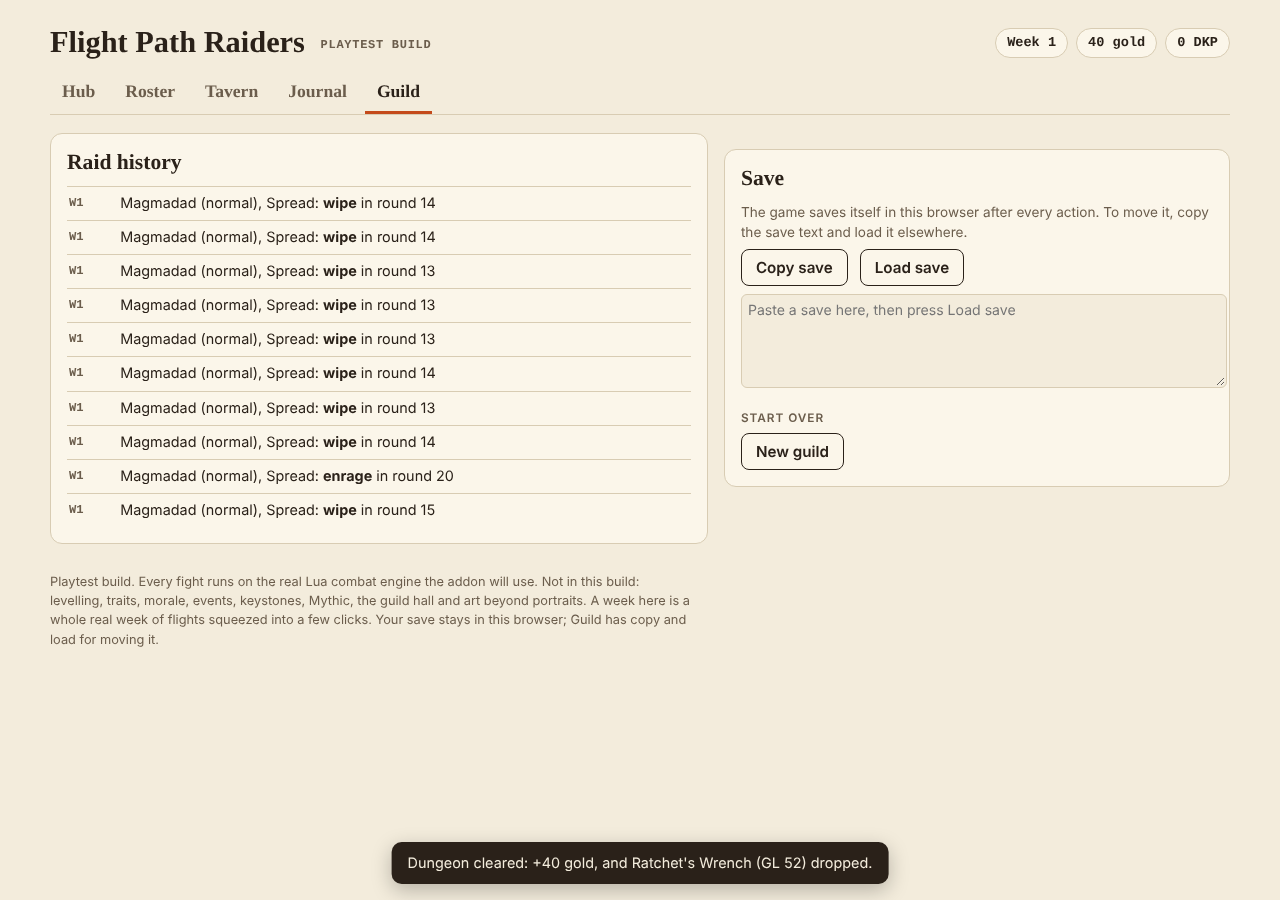 Flight Path Raiders PLAYTEST BUILD
Week 1 40 gold 0 DKP
Hub Roster Tavern Journal Guild
Raid history
W1 Magmadad (normal), Spread: wipe in round 14
W1 Magmadad (normal), Spread: wipe in round 14
W1 Magmadad (normal), Spread: wipe in round 13
W1 Magmadad (normal), Spread: wipe in round 13
W1 Magmadad (normal), Spread: wipe in round 13
W1 Magmadad (normal), Spread: wipe in round 14
W1 Magmadad (normal), Spread: wipe in round 13
W1 Magmadad (normal), Spread: wipe in round 14
W1 Magmadad (normal), Spread: enrage in round 20
W1 Magmadad (normal), Spread: wipe in round 15
Save
The game saves itself in this browser after every action. To move it, copy
the save text and load it elsewhere.
Copy save Load save
Paste a save here, then press Load save
START OVER
New guild
Playtest build. Every fight runs on the real Lua combat engine the addon will use. Not in this build:
levelling, traits, morale, events, keystones, Mythic, the guild hall and art beyond portraits. A week here is a
whole real week of flights squeezed into a few clicks. Your save stays in this browser; Guild has copy and
load for moving it.
Dungeon cleared: +40 gold, and Ratchet's Wrench (GL 52) dropped.